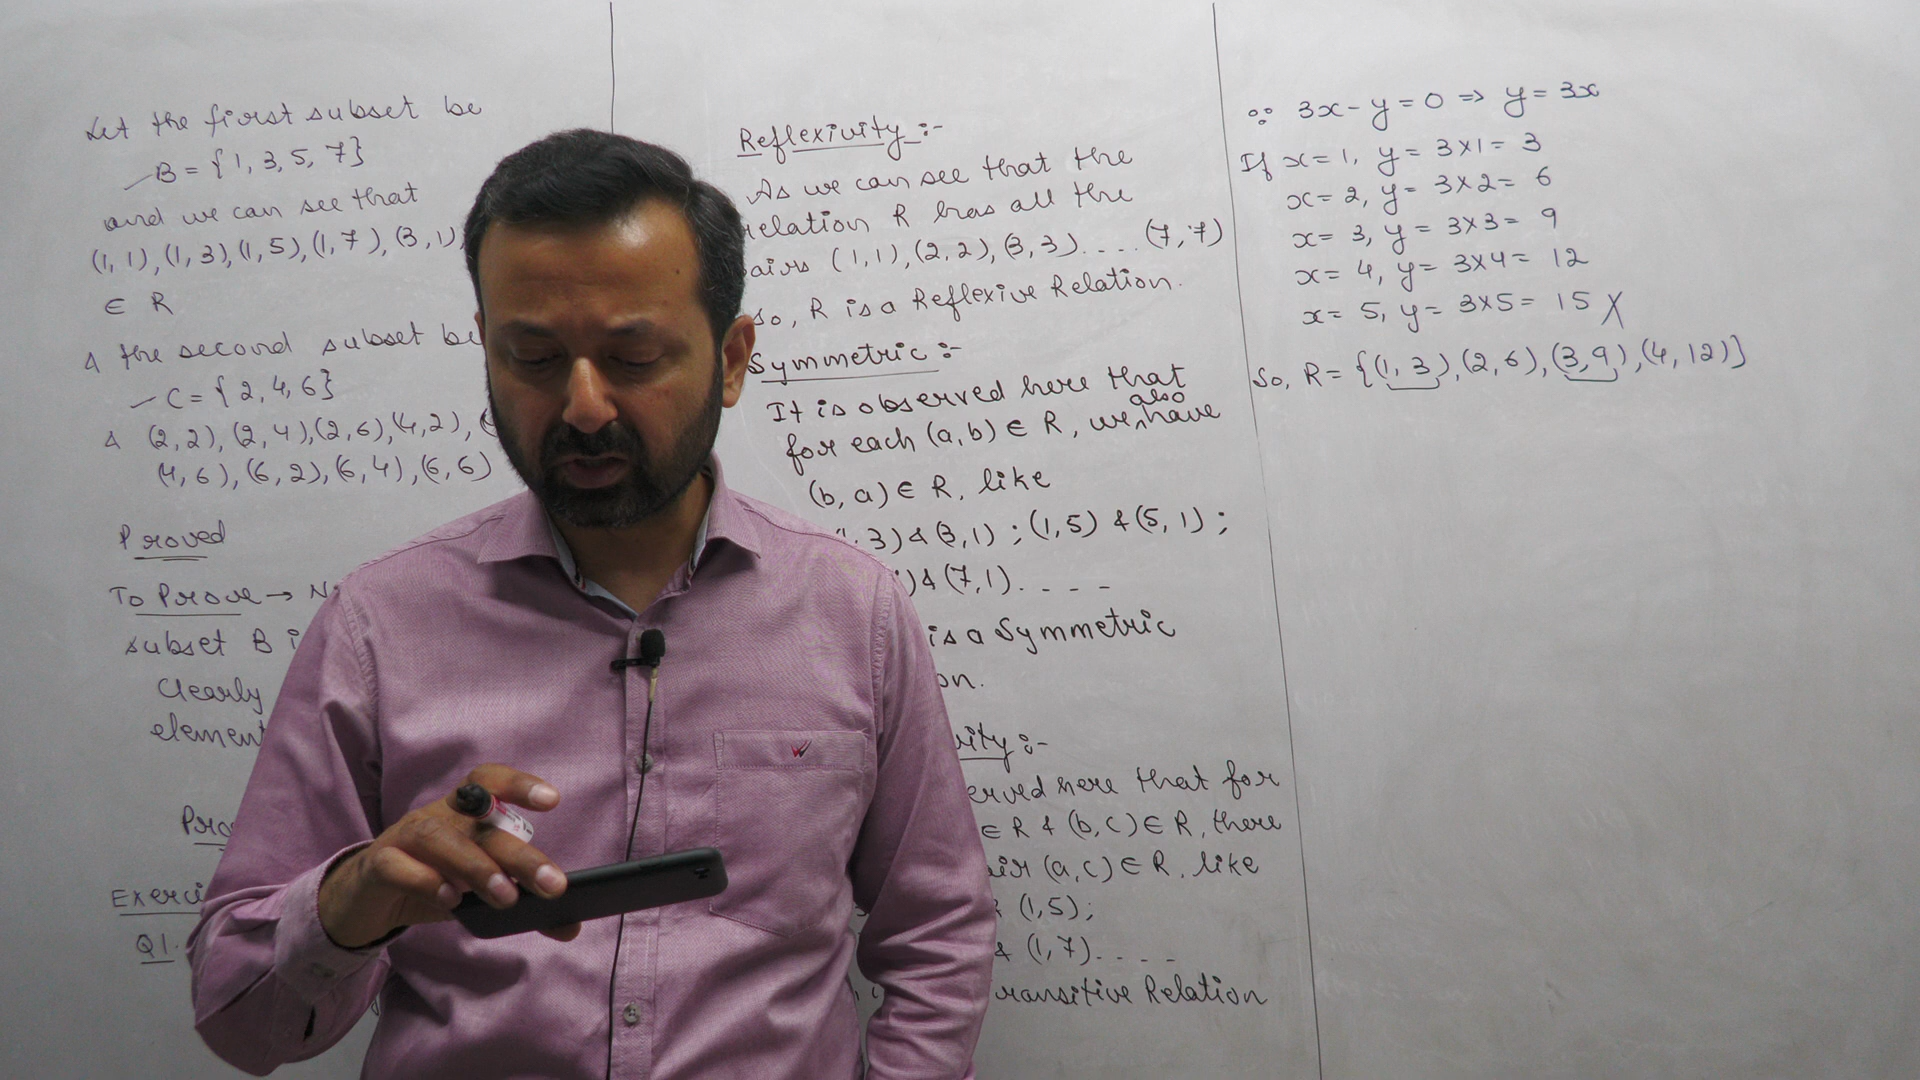 Let the first subset be
B = {1, 3, 5, 7}
and we can see that
(1, 1), (1, 3), (1, 5), (1, 7), (3, 1),
∈ R
& the second subset be
C = {2, 4, 6}
& (2, 2), (2, 4), (2, 6), (4, 2),
(4, 6), (6, 2), (6, 4), (6, 6)
Proved
To Prove →
subset B
Clearly
element
Q1.
Reflexivity :-
As we can see that the
relation R has all the
(1, 1), (2, 2), (3, 3) .... (7, 7)
So, R is a Reflexive Relation.
Symmetric :-
It is observed here that
for each (a, b) ∈ R, we also have
(b, a) ∈ R, like
3) & (3, 1) ; (1, 5) & (5, 1) ;
) & (7, 1) . . . .
is a Symmetric
on.
here that for
∈ R & (b, c) ∈ R, there
(a, c) ∈ R, like
& (1, 5);
& (1, 7) . . . .
Relation
∵ 3x - y = 0 ⇒ y = 3x
If x = 1, y = 3×1 = 3
x = 2, y = 3×2 = 6
x = 3, y = 3×3 = 9
x = 4, y = 3×4 = 12
x = 5, y = 3×5 = 15 X
So, R = {(1, 3), (2, 6), (3, 9), (4, 12)}